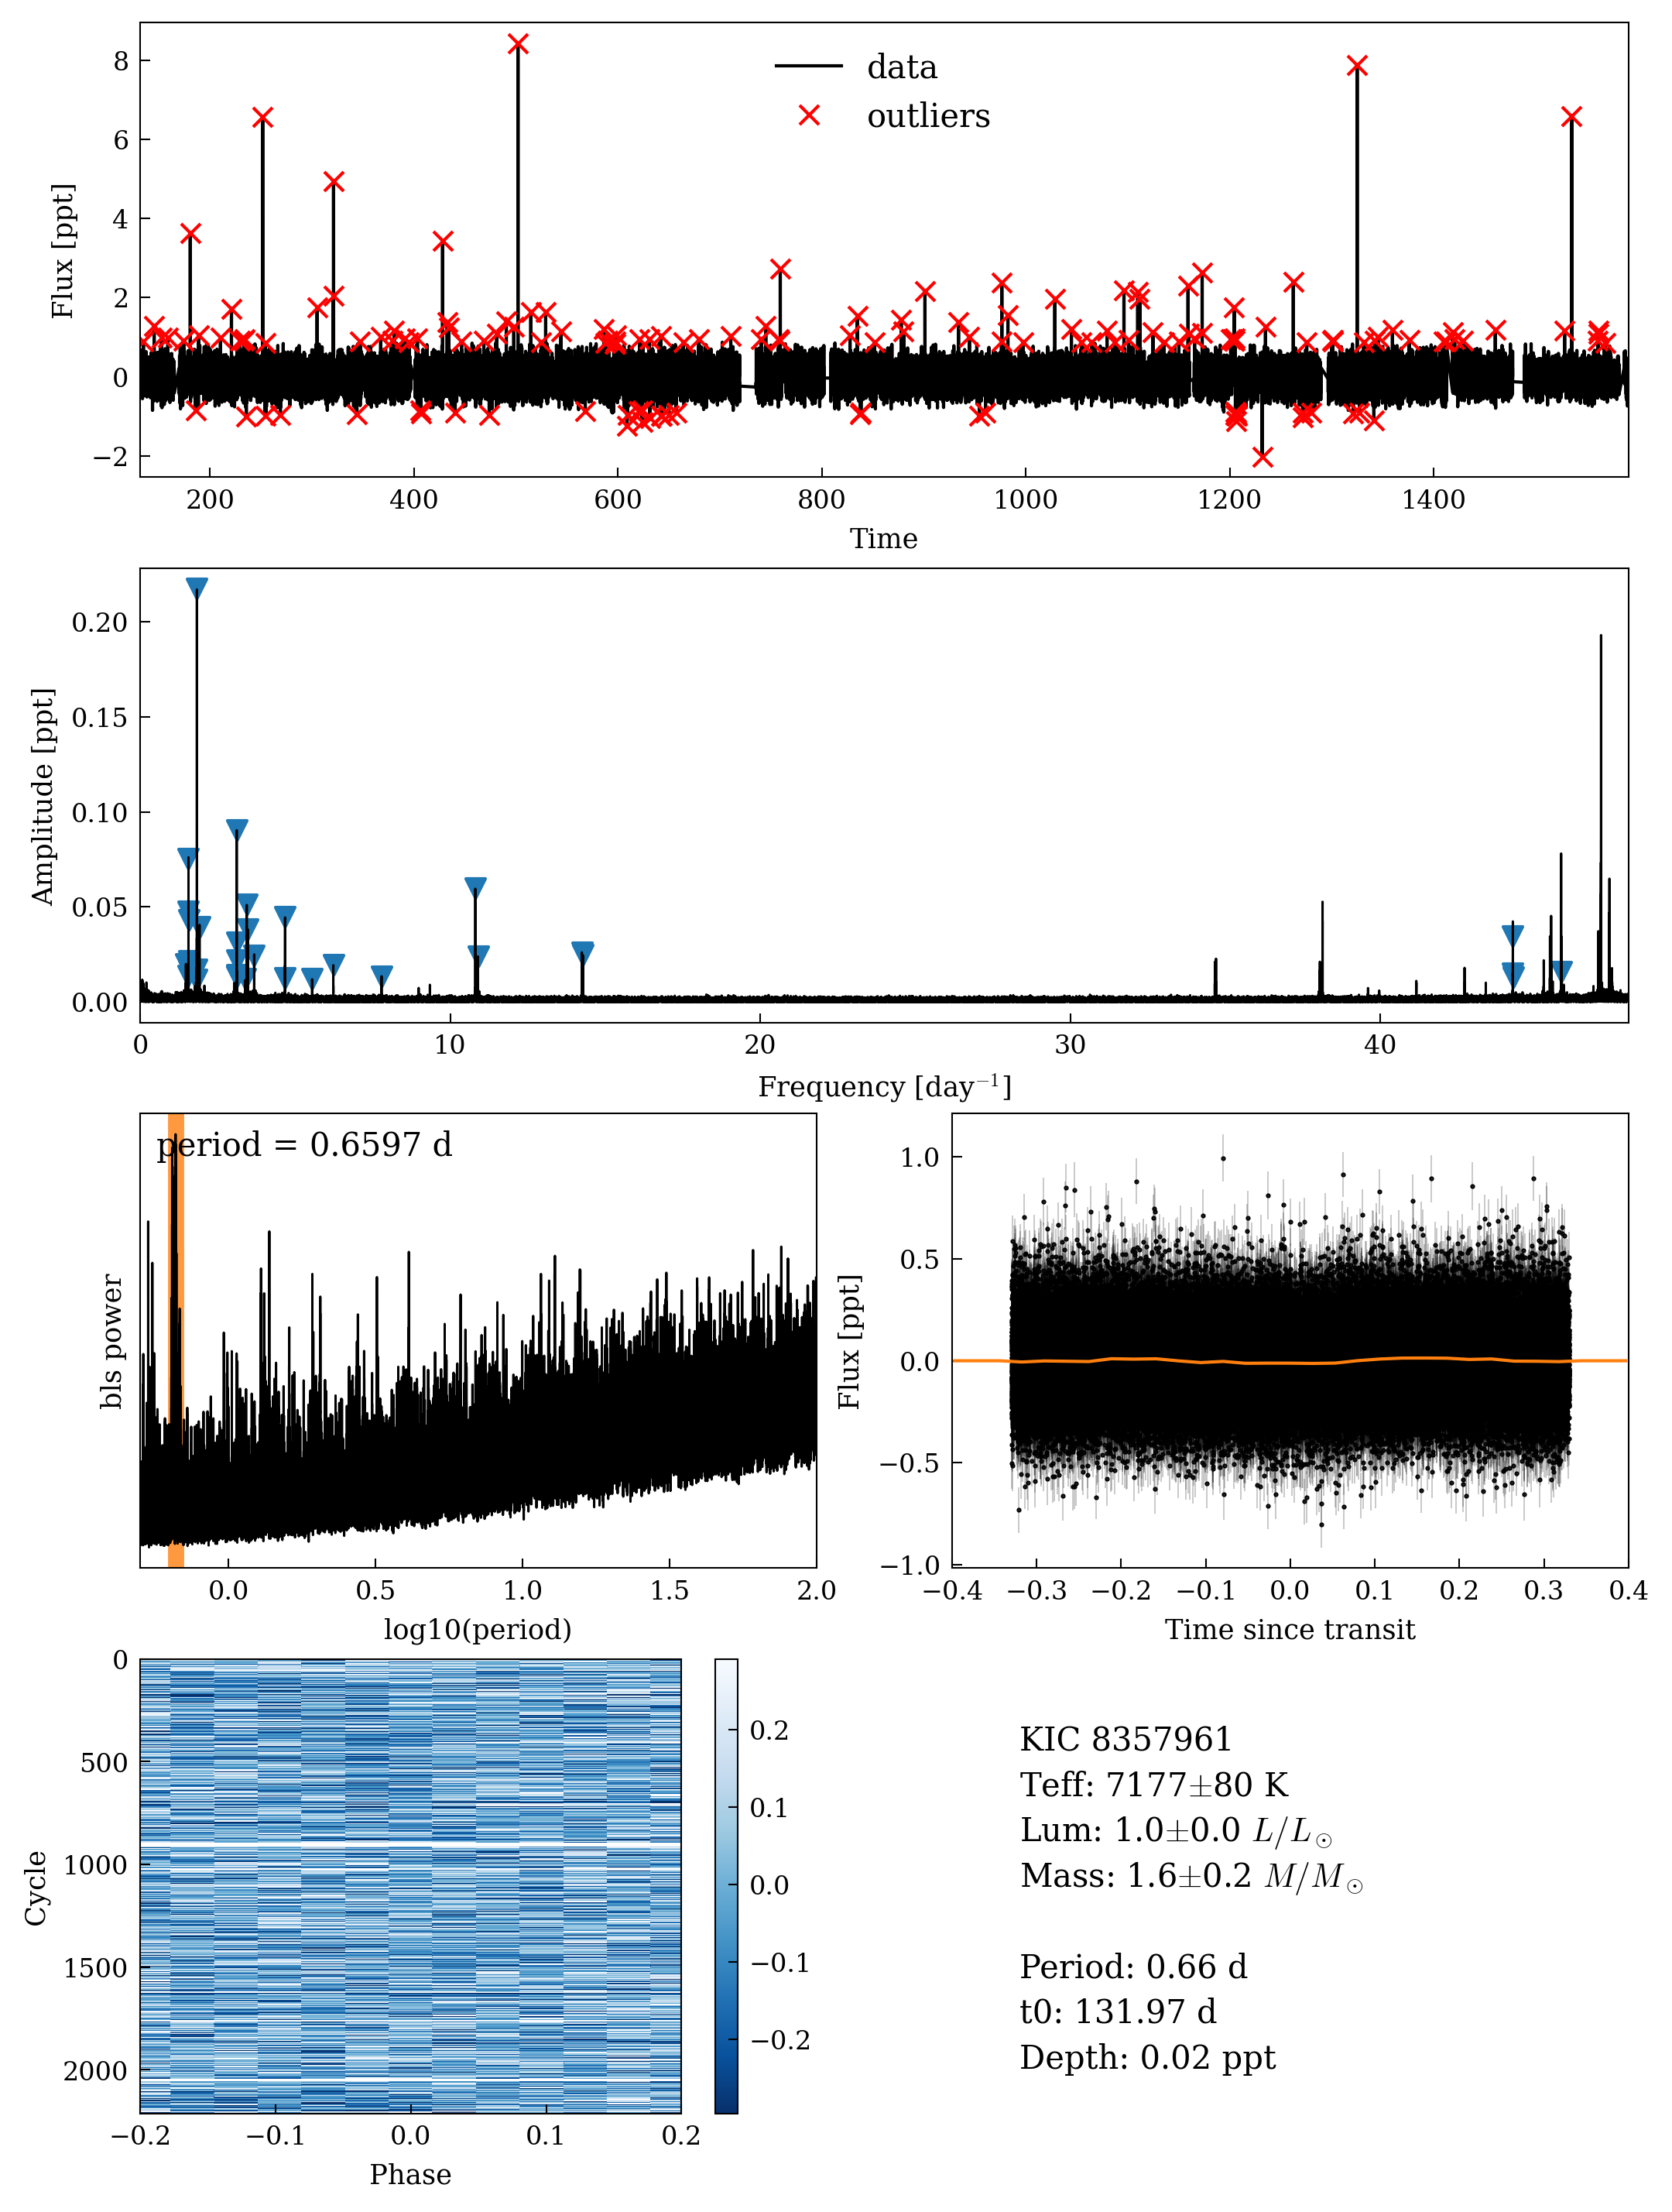 8
6
4
2
0
−2
Flux [ppt]
data
outliers
200 400 600 800 1000 1200 1400
Time
0.20
0.15
0.10
0.05
0.00
Amplitude [ppt]
0 10 20 30 40
Frequency [day⁻¹]
period = 0.6597 d
bls power
0.0 0.5 1.0 1.5 2.0
log10(period)
1.0
0.5
0.0
−0.5
−1.0
Flux [ppt]
−0.4 −0.3 −0.2 −0.1 0.0 0.1 0.2 0.3 0.4
Time since transit
0
500
1000
1500
2000
Cycle
−0.2 −0.1 0.0 0.1 0.2
Phase
0.2
0.1
0.0
−0.1
−0.2
KIC 8357961
Teff: 7177±80 K
Lum: 1.0±0.0 L/L☉
Mass: 1.6±0.2 M/M☉
Period: 0.66 d
t0: 131.97 d
Depth: 0.02 ppt